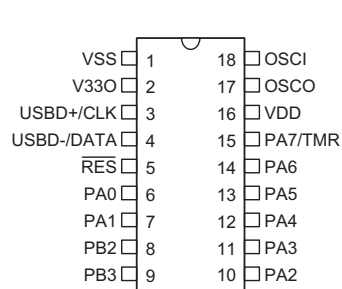 VSS 1 18 OSCI
V33O 2 17 OSCO
USBD+/CLK 3 16 VDD
USBD-/DATA 4 15 PA7/TMR
RES 5 14 PA6
PA0 6 13 PA5
PA1 7 12 PA4
PB2 8 11 PA3
PB3 9 10 PA2